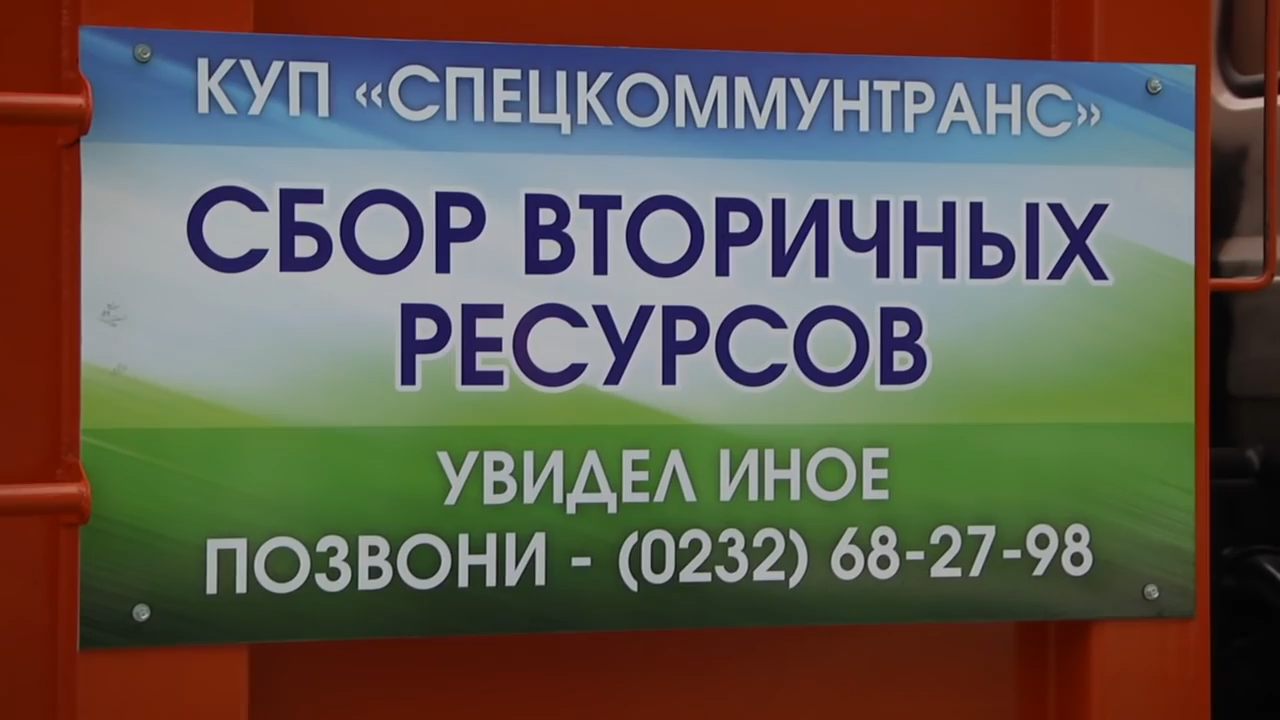 КУП «СПЕЦКОММУНТРАНС»
СБОР ВТОРИЧНЫХ
РЕСУРСОВ
УВИДЕЛ ИНОЕ
ПОЗВОНИ - (0232) 68-27-98